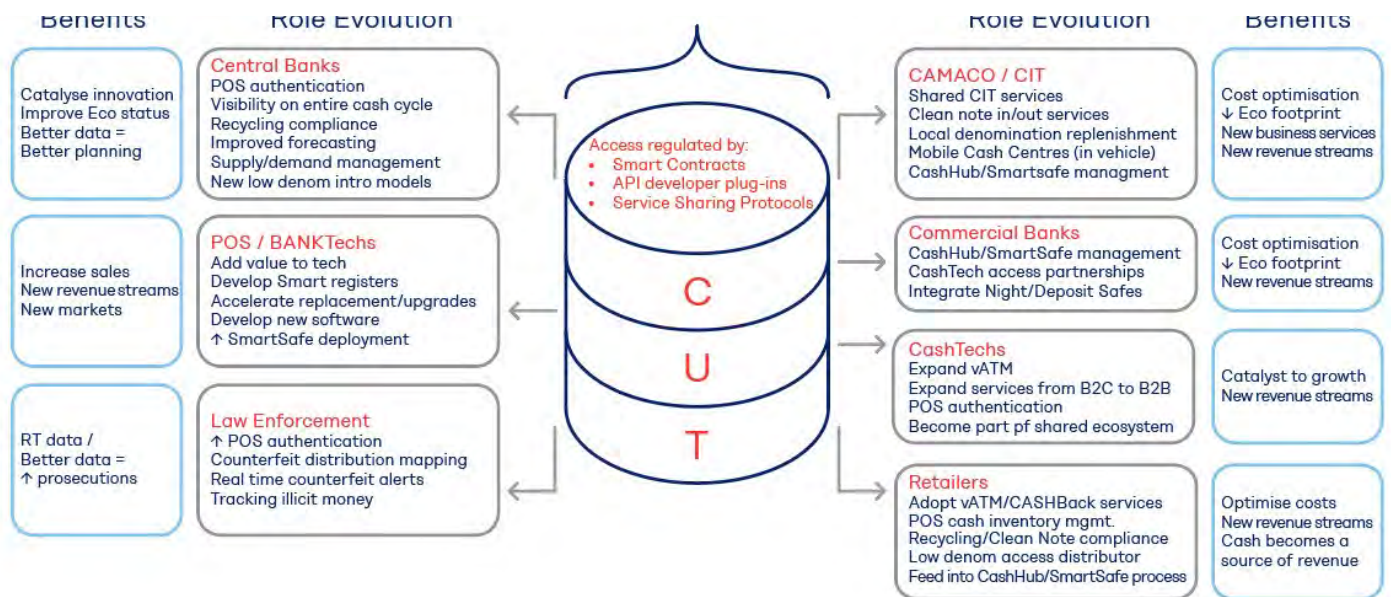 Benefits
Role Evolution
Role Evolution
Benefits
Catalyse innovation
Improve Eco status
Better data =
Better planning
Central Banks
POS authentication
Visibility on entire cash cycle
Recycling compliance
Improved forecasting
Supply/demand management
New low denom intro models
Increase sales
New revenue streams
New markets
POS / BANKTechs
Add value to tech
Develop Smart registers
Accelerate replacement/upgrades
Develop new software
↑ SmartSafe deployment
RT data /
Better data =
↑ prosecutions
Law Enforcement
↑ POS authentication
Counterfeit distribution mapping
Real time counterfeit alerts
Tracking illicit money
Access regulated by:
• Smart Contracts
• API developer plug-ins
• Service Sharing Protocols
C
U
T
CAMACO / CIT
Shared CIT services
Clean note in/out services
Local denomination replenishment
Mobile Cash Centres (in vehicle)
CashHub/Smartsafe managment
Cost optimisation
↓ Eco footprint
New business services
New revenue streams
Commercial Banks
CashHub/SmartSafe management
CashTech access partnerships
Integrate Night/Deposit Safes
Cost optimisation
↓ Eco footprint
New revenue streams
CashTechs
Expand vATM
Expand services from B2C to B2B
POS authentication
Become part pf shared ecosystem
Catalyst to growth
New revenue streams
Retailers
Adopt vATM/CASHBack services
POS cash inventory mgmt.
Recycling/Clean Note compliance
Low denom access distributor
Feed into CashHub/SmartSafe process
Optimise costs
New revenue streams
Cash becomes a
source of revenue